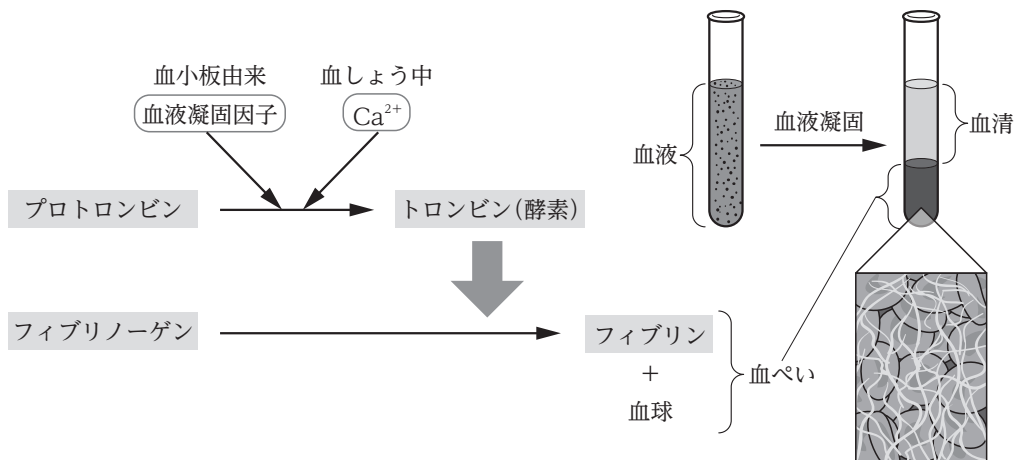 血小板由来
血液凝固因子
血しょう中
Ca²⁺
プロトロンビン
トロンビン(酵素)
フィブリノーゲン
フィブリン
+
血球
血ぺい
血液
血液凝固
血清